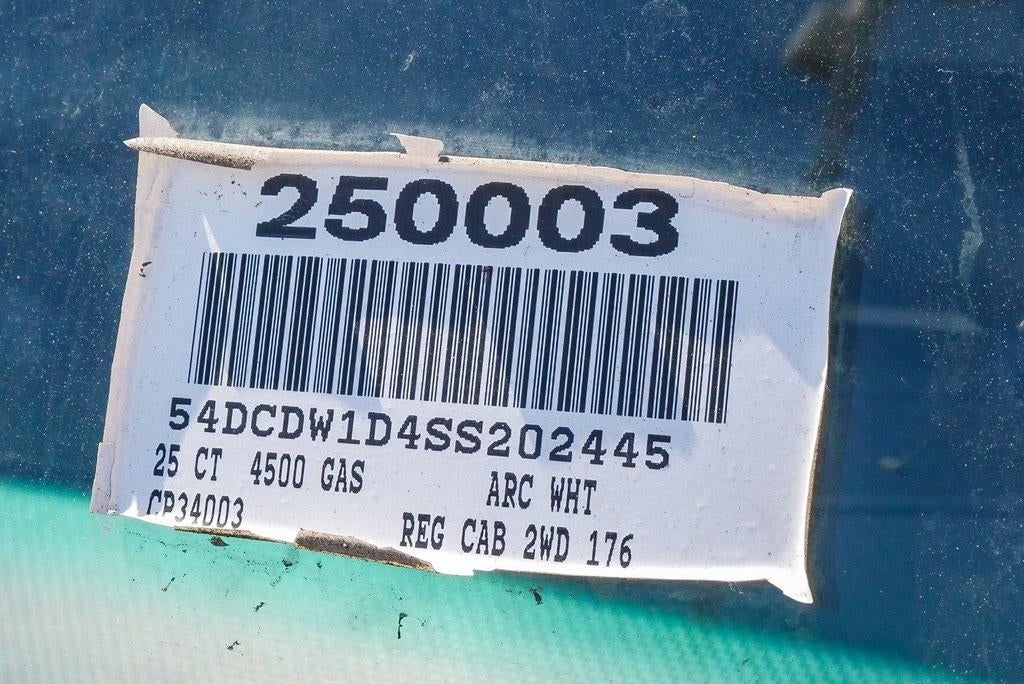 250003
54DCDW1D4SS202445
25 CT 4500 GAS ARC WHT
CP34003 REG CAB 2WD 176